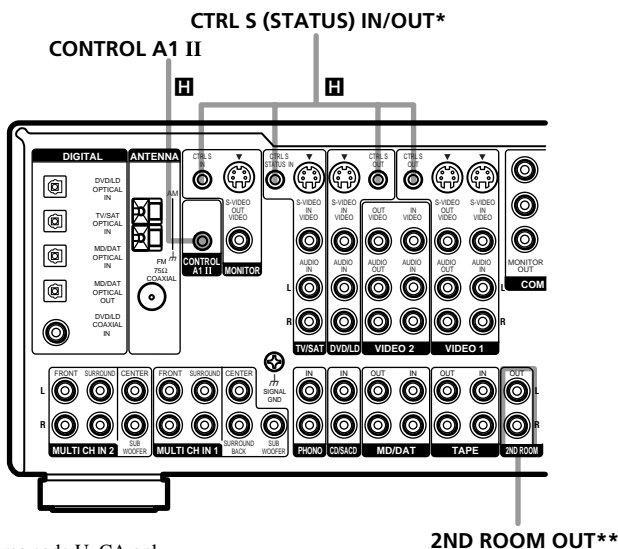 CTRL S (STATUS) IN/OUT*
CONTROL A1 II
H H
DIGITAL
ANTENNA
CTRL S IN
CTRL S STATUS IN
CTRL S OUT
CTRL S OUT
DVD/LD OPTICAL IN
TV/SAT OPTICAL IN
MD/DAT OPTICAL IN
MD/DAT OPTICAL OUT
DVD/LD COAXIAL IN
AM
FM 75Ω COAXIAL
S-VIDEO OUT VIDEO
CONTROL A1 II
MONITOR
S-VIDEO IN VIDEO
S-VIDEO IN VIDEO
OUT VIDEO
IN VIDEO
S-VIDEO OUT VIDEO
S-VIDEO IN VIDEO
AUDIO IN
AUDIO IN
AUDIO OUT
AUDIO IN
AUDIO OUT
AUDIO IN
MONITOR OUT
COM
L
L
R
R
TV/SAT
DVD/LD
VIDEO 2
VIDEO 1
SIGNAL GND
FRONT
SURROUND
CENTER
FRONT
SURROUND
CENTER
IN
IN
OUT
IN
OUT
IN
OUT
L
L
R
R
SUB WOOFER
SURROUND BACK
SUB WOOFER
MULTI CH IN 2
MULTI CH IN 1
PHONO
CD/SACD
MD/DAT
TAPE
2ND ROOM
2ND ROOM OUT**